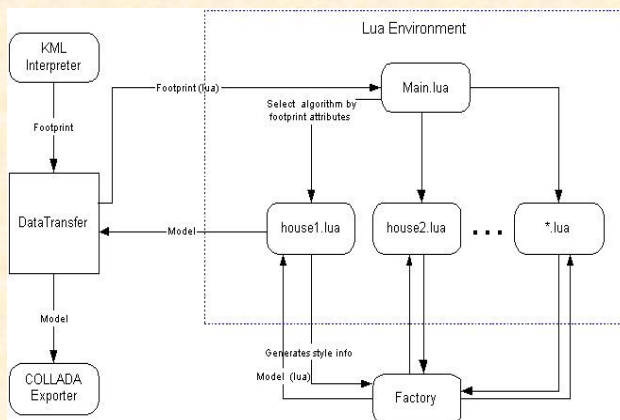 Lua Environment
KML
Interpreter
Main.lua
Footprint (lua)
Select algorithm by
footprint attributes
Footprint
DataTransfer
Model
house1.lua
house2.lua
...
*.lua
Model
Generates style info
Model (lua)
COLLADA
Exporter
Factory